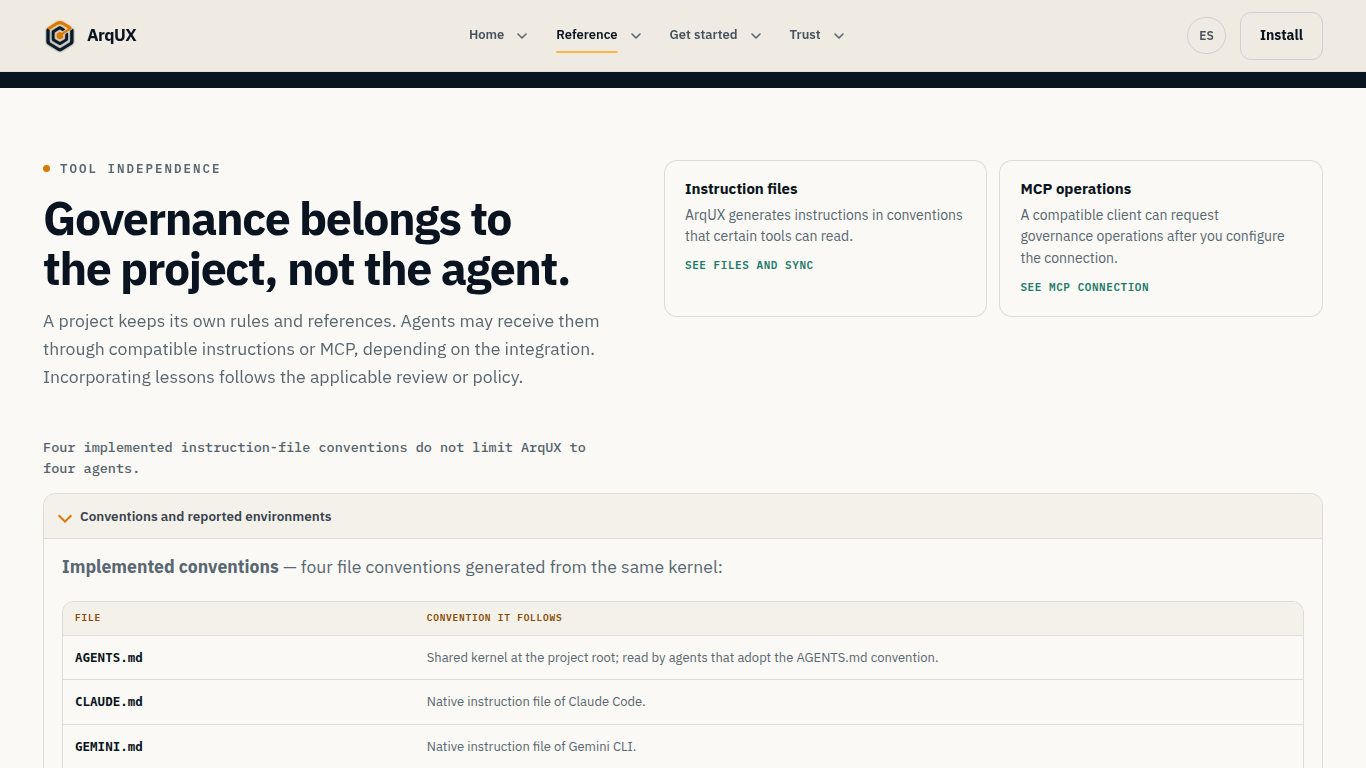 ArqUX
Home
Reference
Get started
Trust
ES
Install
TOOL INDEPENDENCE
Governance belongs to
the project, not the agent.
A project keeps its own rules and references. Agents may receive them
through compatible instructions or MCP, depending on the integration.
Incorporating lessons follows the applicable review or policy.
Four implemented instruction-file conventions do not limit ArqUX to
four agents.
Instruction files
ArqUX generates instructions in conventions
that certain tools can read.
SEE FILES AND SYNC
MCP operations
A compatible client can request
governance operations after you configure
the connection.
SEE MCP CONNECTION
Conventions and reported environments
Implemented conventions — four file conventions generated from the same kernel:
FILE CONVENTION IT FOLLOWS
AGENTS.md Shared kernel at the project root; read by agents that adopt the AGENTS.md convention.
CLAUDE.md Native instruction file of Claude Code.
GEMINI.md Native instruction file of Gemini CLI.